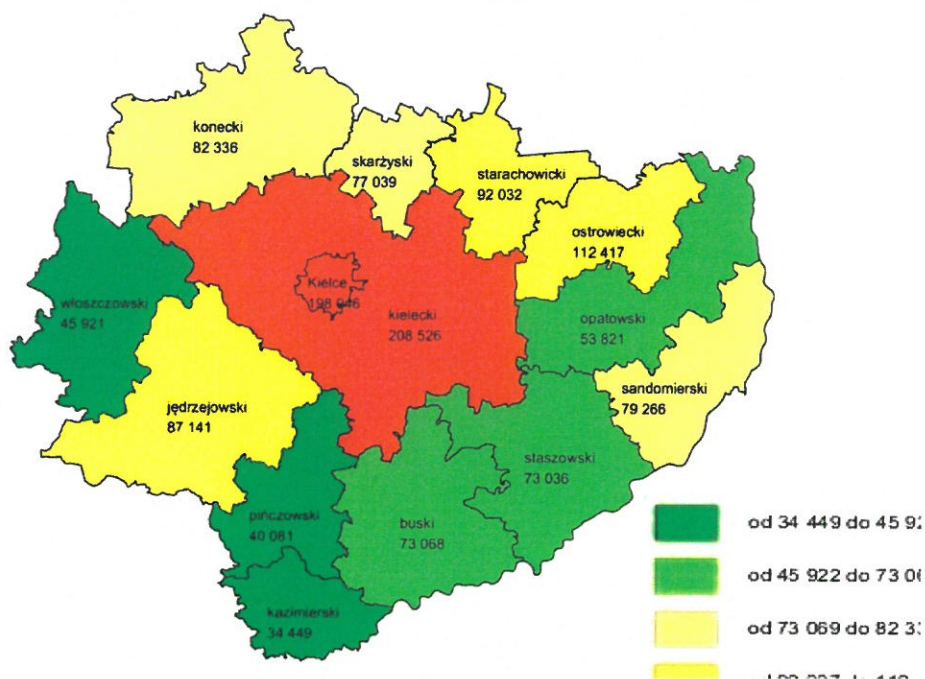 konecki
82 336
skarżyski
77 039
starachowicki
92 032
ostrowiecki
112 417
Kielce
198 046
włoszczowski
45 921
kielecki
208 526
opatowski
53 821
sandomierski
79 266
jędrzejowski
87 141
staszowski
73 036
pińczowski
40 081
buski
73 068
kazimierski
34 449
od 34 449 do 45 92
od 45 922 do 73 06
od 73 069 do 82 33